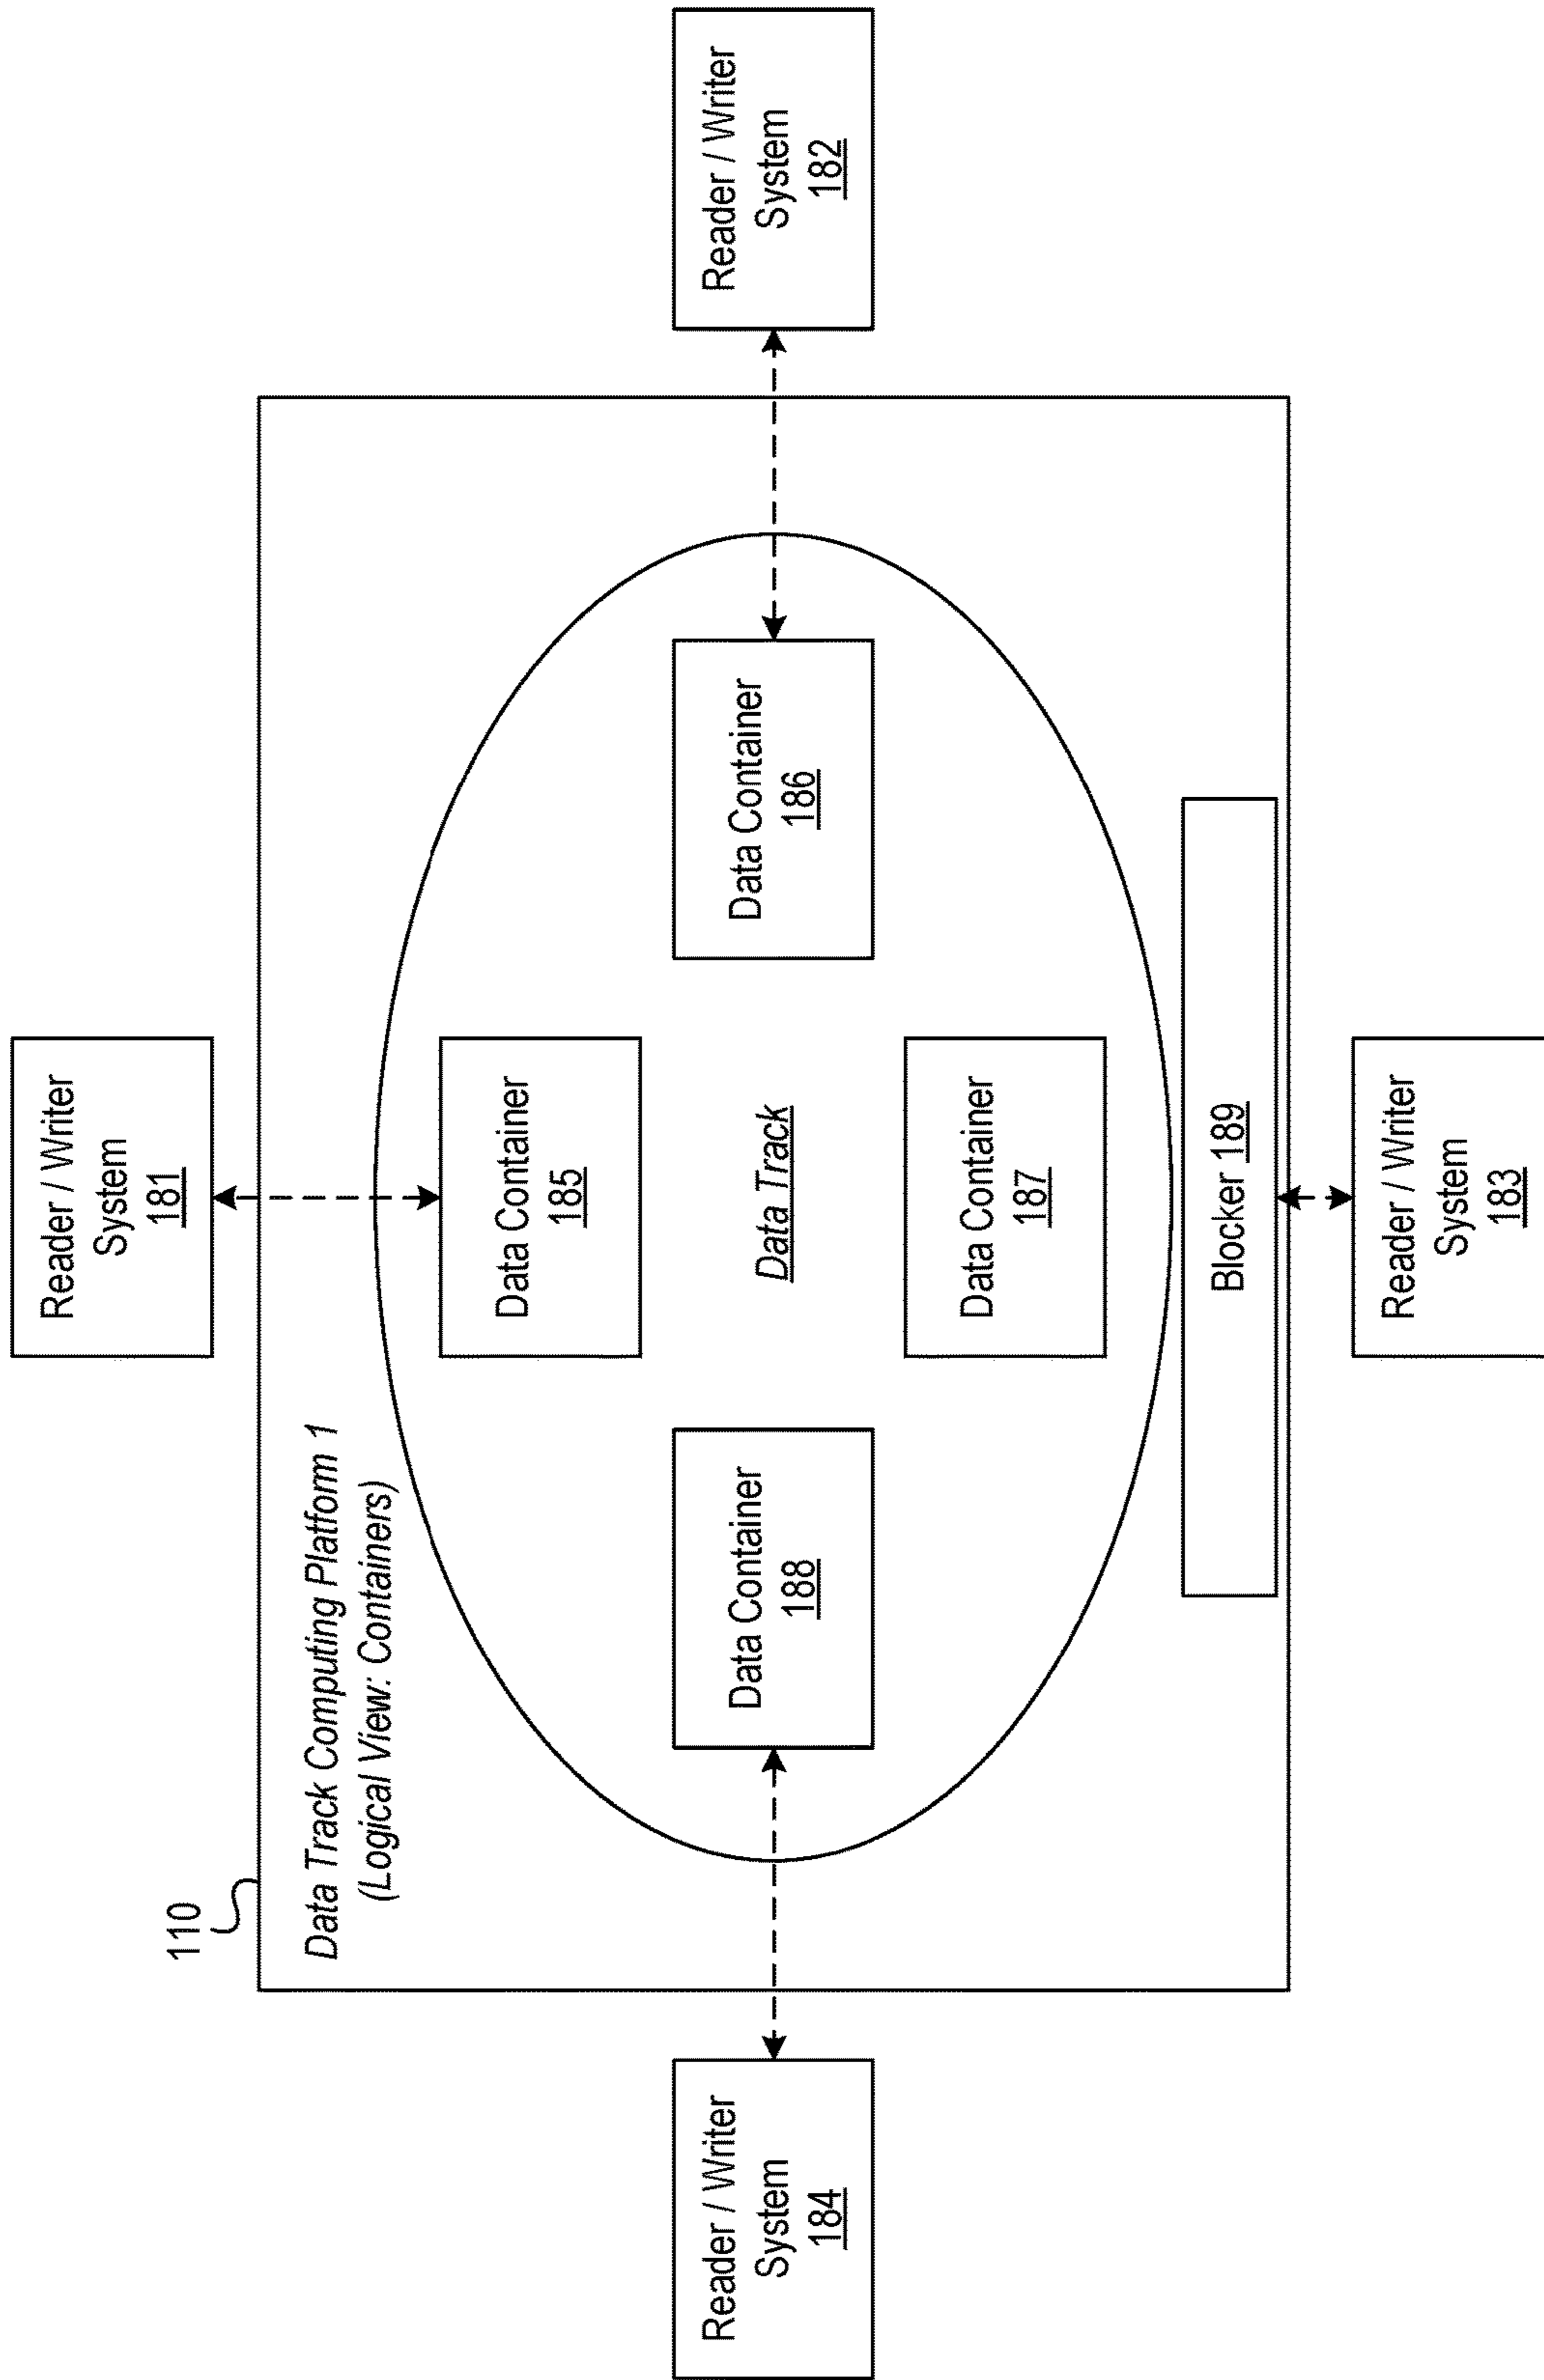 110
Data Track Computing Platform 1
(Logical View: Containers)
Reader / Writer
System
181
Data Container
185
Reader / Writer
System
184
Data Container
188
Data Track
Data Container
186
Reader / Writer
System
182
Data Container
187
Blocker 189
Reader / Writer
System
183